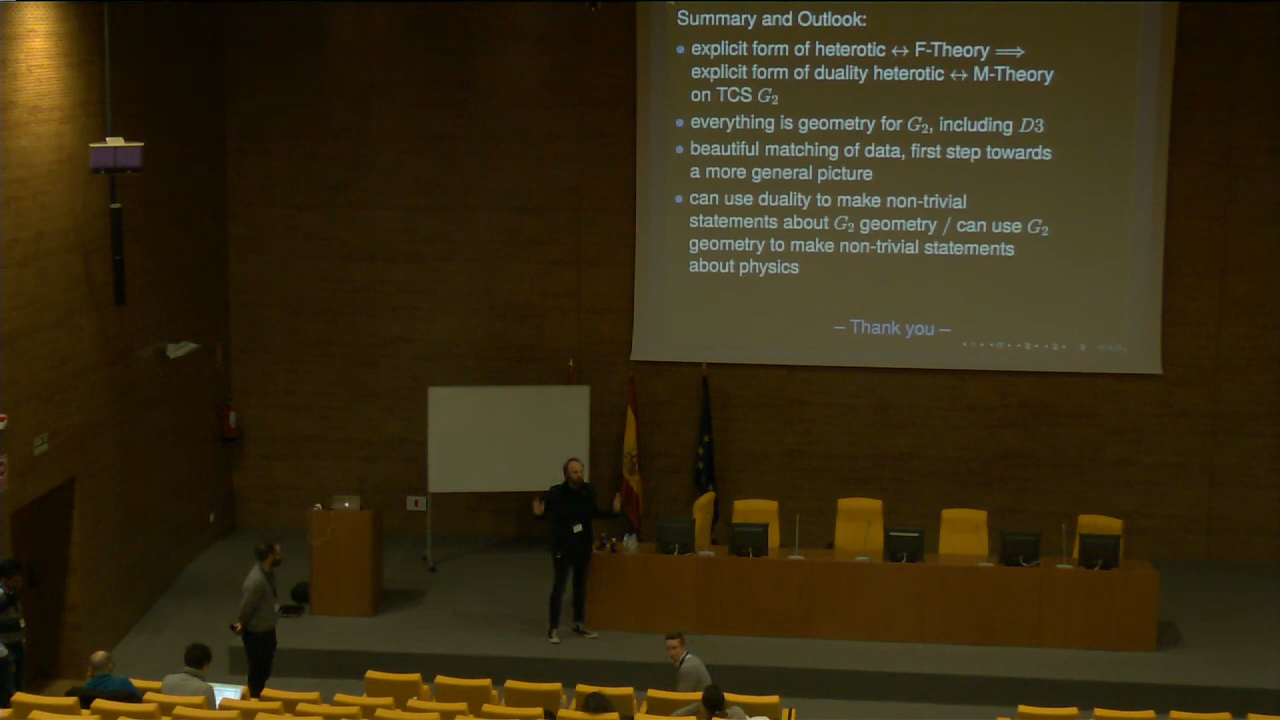 Summary and Outlook:
• explicit form of heterotic ↔ F-Theory ⟹
explicit form of duality heterotic ↔ M-Theory
on TCS G₂
• everything is geometry for G₂, including D3
• beautiful matching of data, first step towards
a more general picture
• can use duality to make non-trivial
statements about G₂ geometry / can use G₂
geometry to make non-trivial statements
about physics
– Thank you –